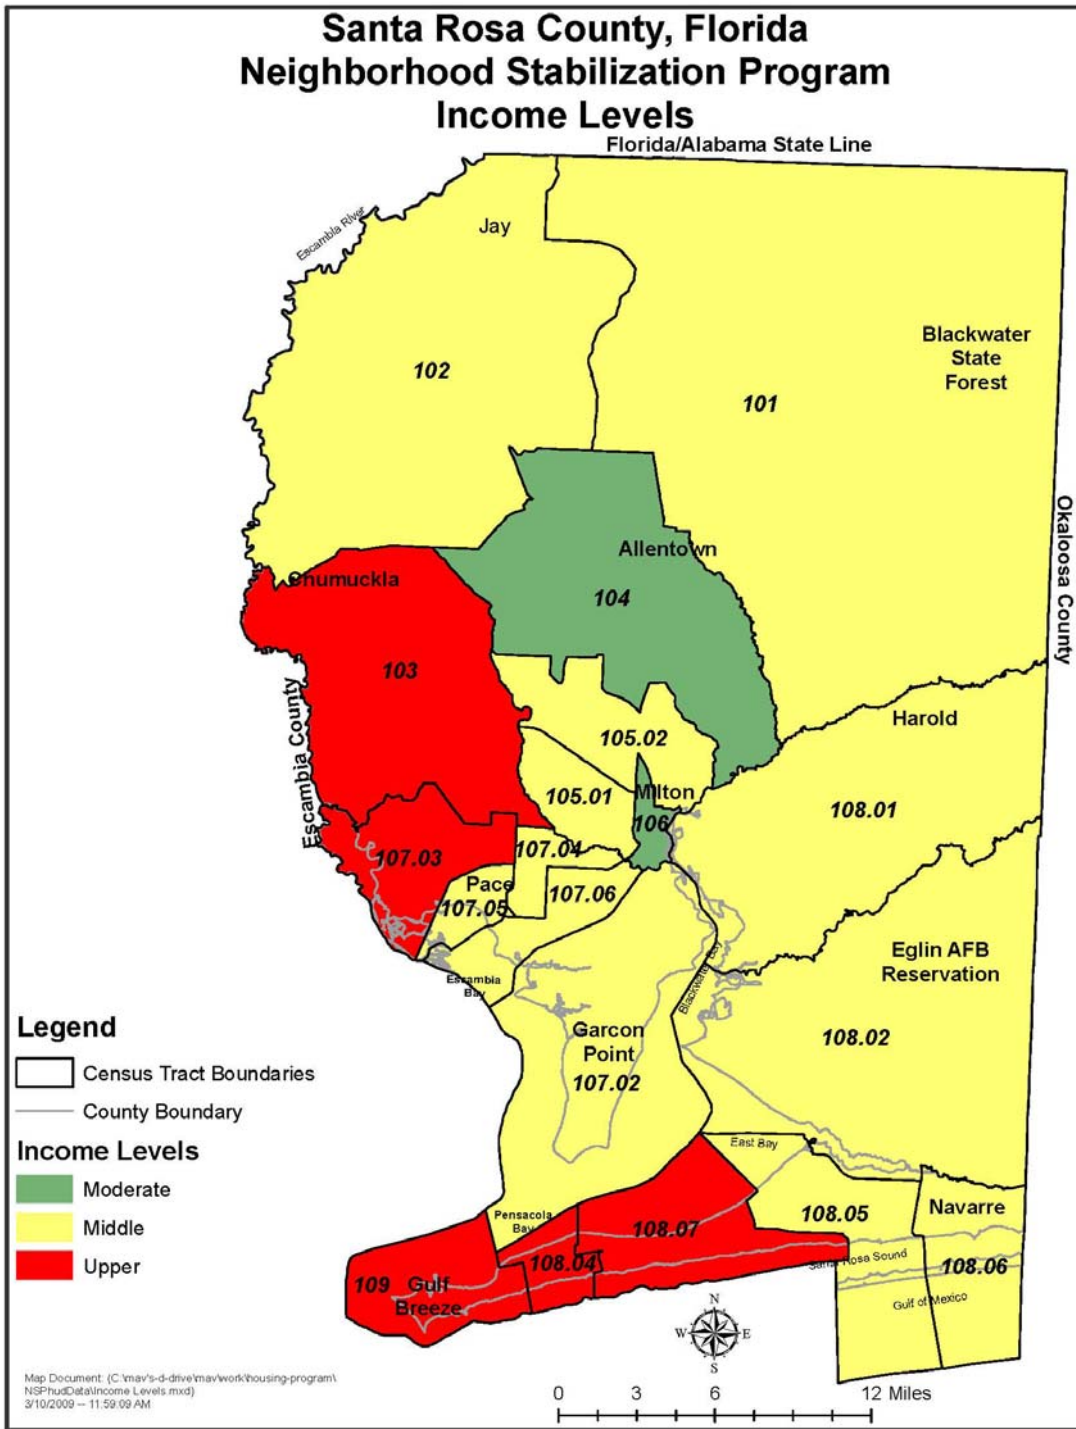 Santa Rosa County, Florida
Neighborhood Stabilization Program
Income Levels
Florida/Alabama State Line
Escambia River
Jay
Blackwater
State
Forest
102
101
Okaloosa County
Allentown
Chumuckla
104
103
Escambia County
Harold
105.02
Milton
105.01
108.01
106
107.04
107.03
Pace
107.06
107.05
Eglin AFB
Reservation
Escambia
Bay
Blackwater Bay
Garcon
Point
108.02
107.02
East Bay
Navarre
Pensacola
Bay
108.05
108.07
Santa Rosa Sound
108.04
108.06
109
Gulf
Breeze
Gulf of Mexico
Legend
Census Tract Boundaries
County Boundary
Income Levels
Moderate
Middle
Upper
N
W E
S
Map Document: (C:\mav's-d-drive\mav\work\housing-program\
NSPhudData\Income Levels.mxd)
3/10/2009 -- 11:59:09 AM
0 3 6 12 Miles